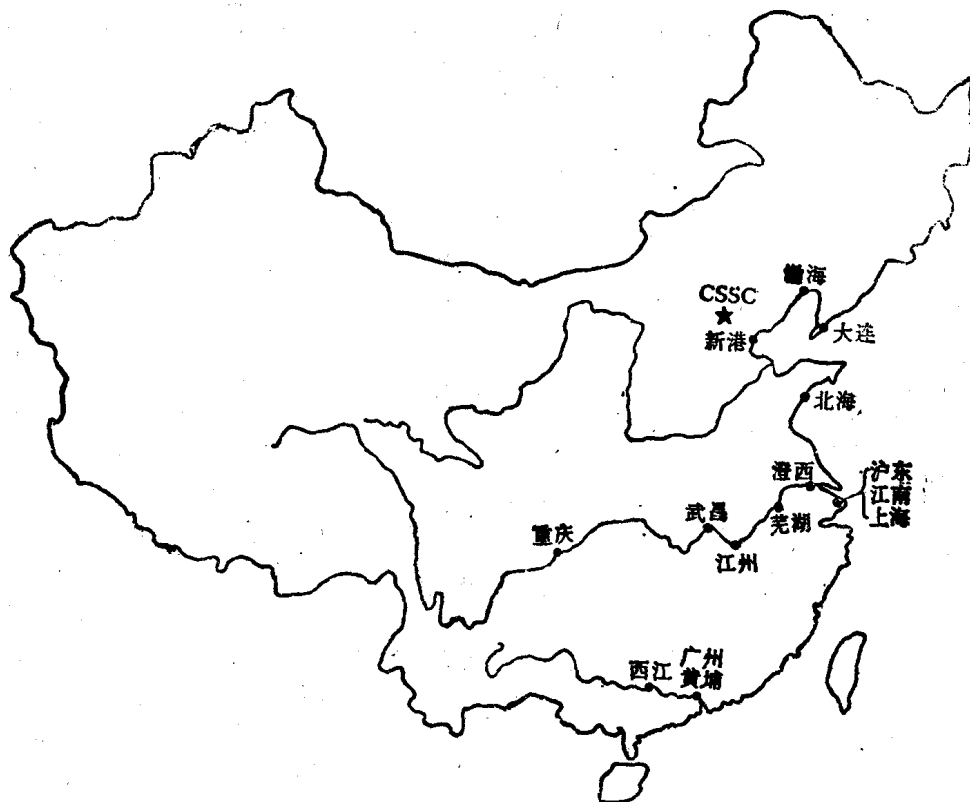 渤海
CSSC
新港
大连
北海
澄西
沪东
江南
上海
武昌
芜湖
重庆
江州
广州
西江
黄埔